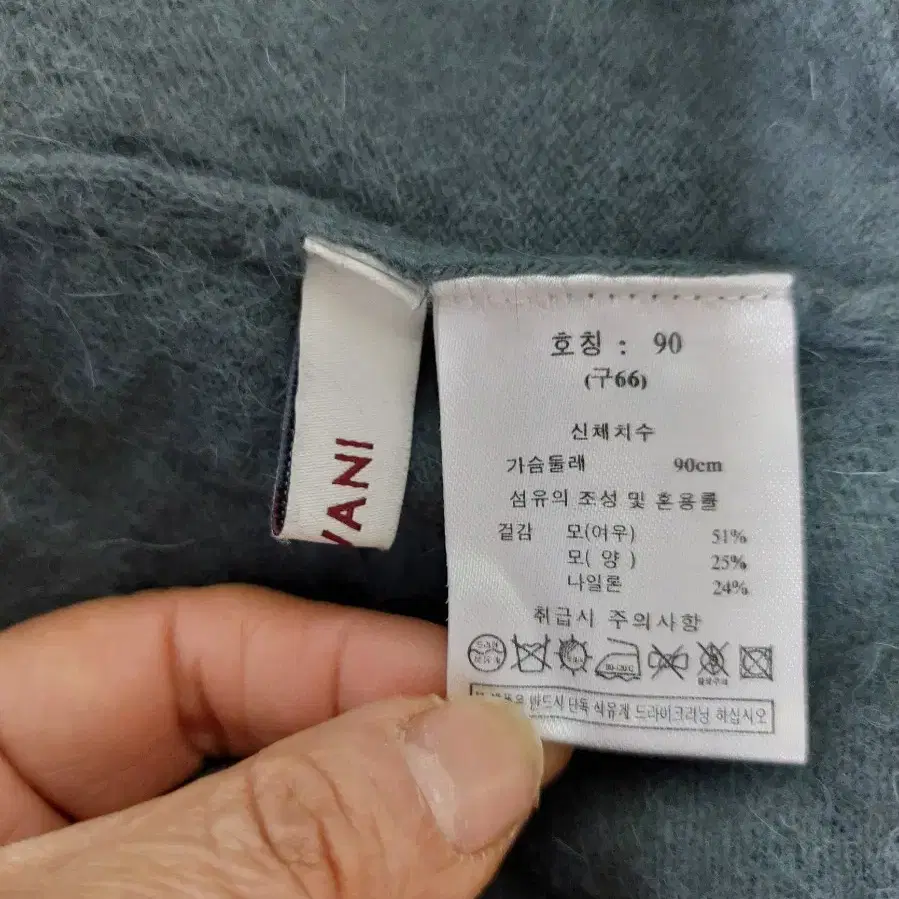 VANI
호칭 : 90
(구66)
신체치수
가슴둘레 90cm
섬유의 조성 및 혼용률
겉감 모(여우) 51%
모( 양 ) 25%
나일론 24%
취급시 주의사항
반드시 단독 석유계 드라이크리닝 하십시오